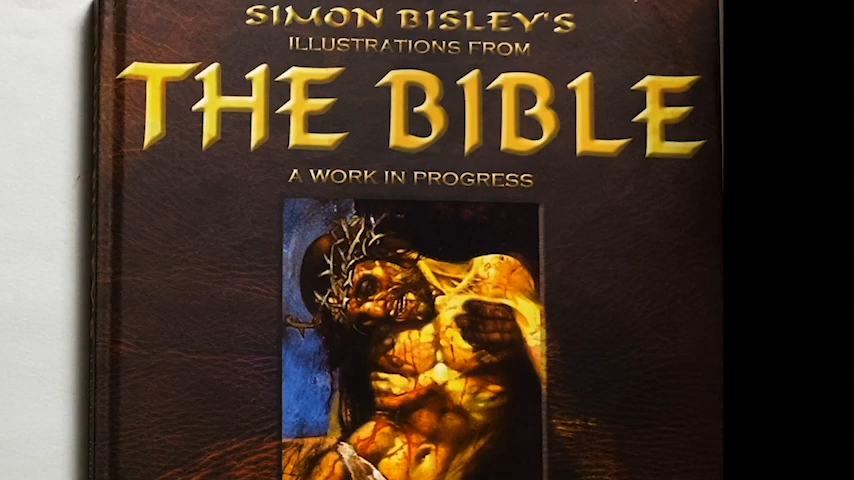 SIMON BISLEY'S
ILLUSTRATIONS FROM
THE BIBLE
A WORK IN PROGRESS